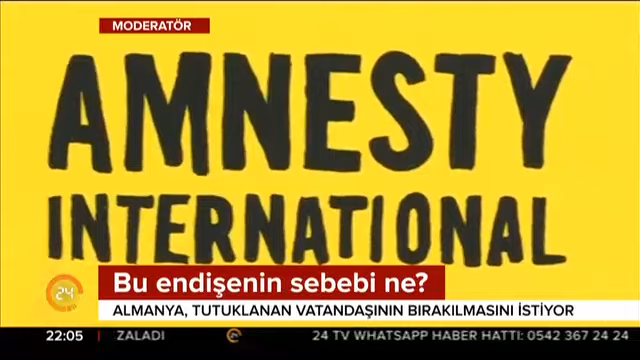 MODERATÖR
AMNESTY
INTERNATIONAL
24
Bu endişenin sebebi ne?
ALMANYA, TUTUKLANAN VATANDAŞININ BIRAKILMASINI İSTİYOR
22:05 ZALADI 24 TV WHATSAPP HABER HATTI: 0542 367 24 24